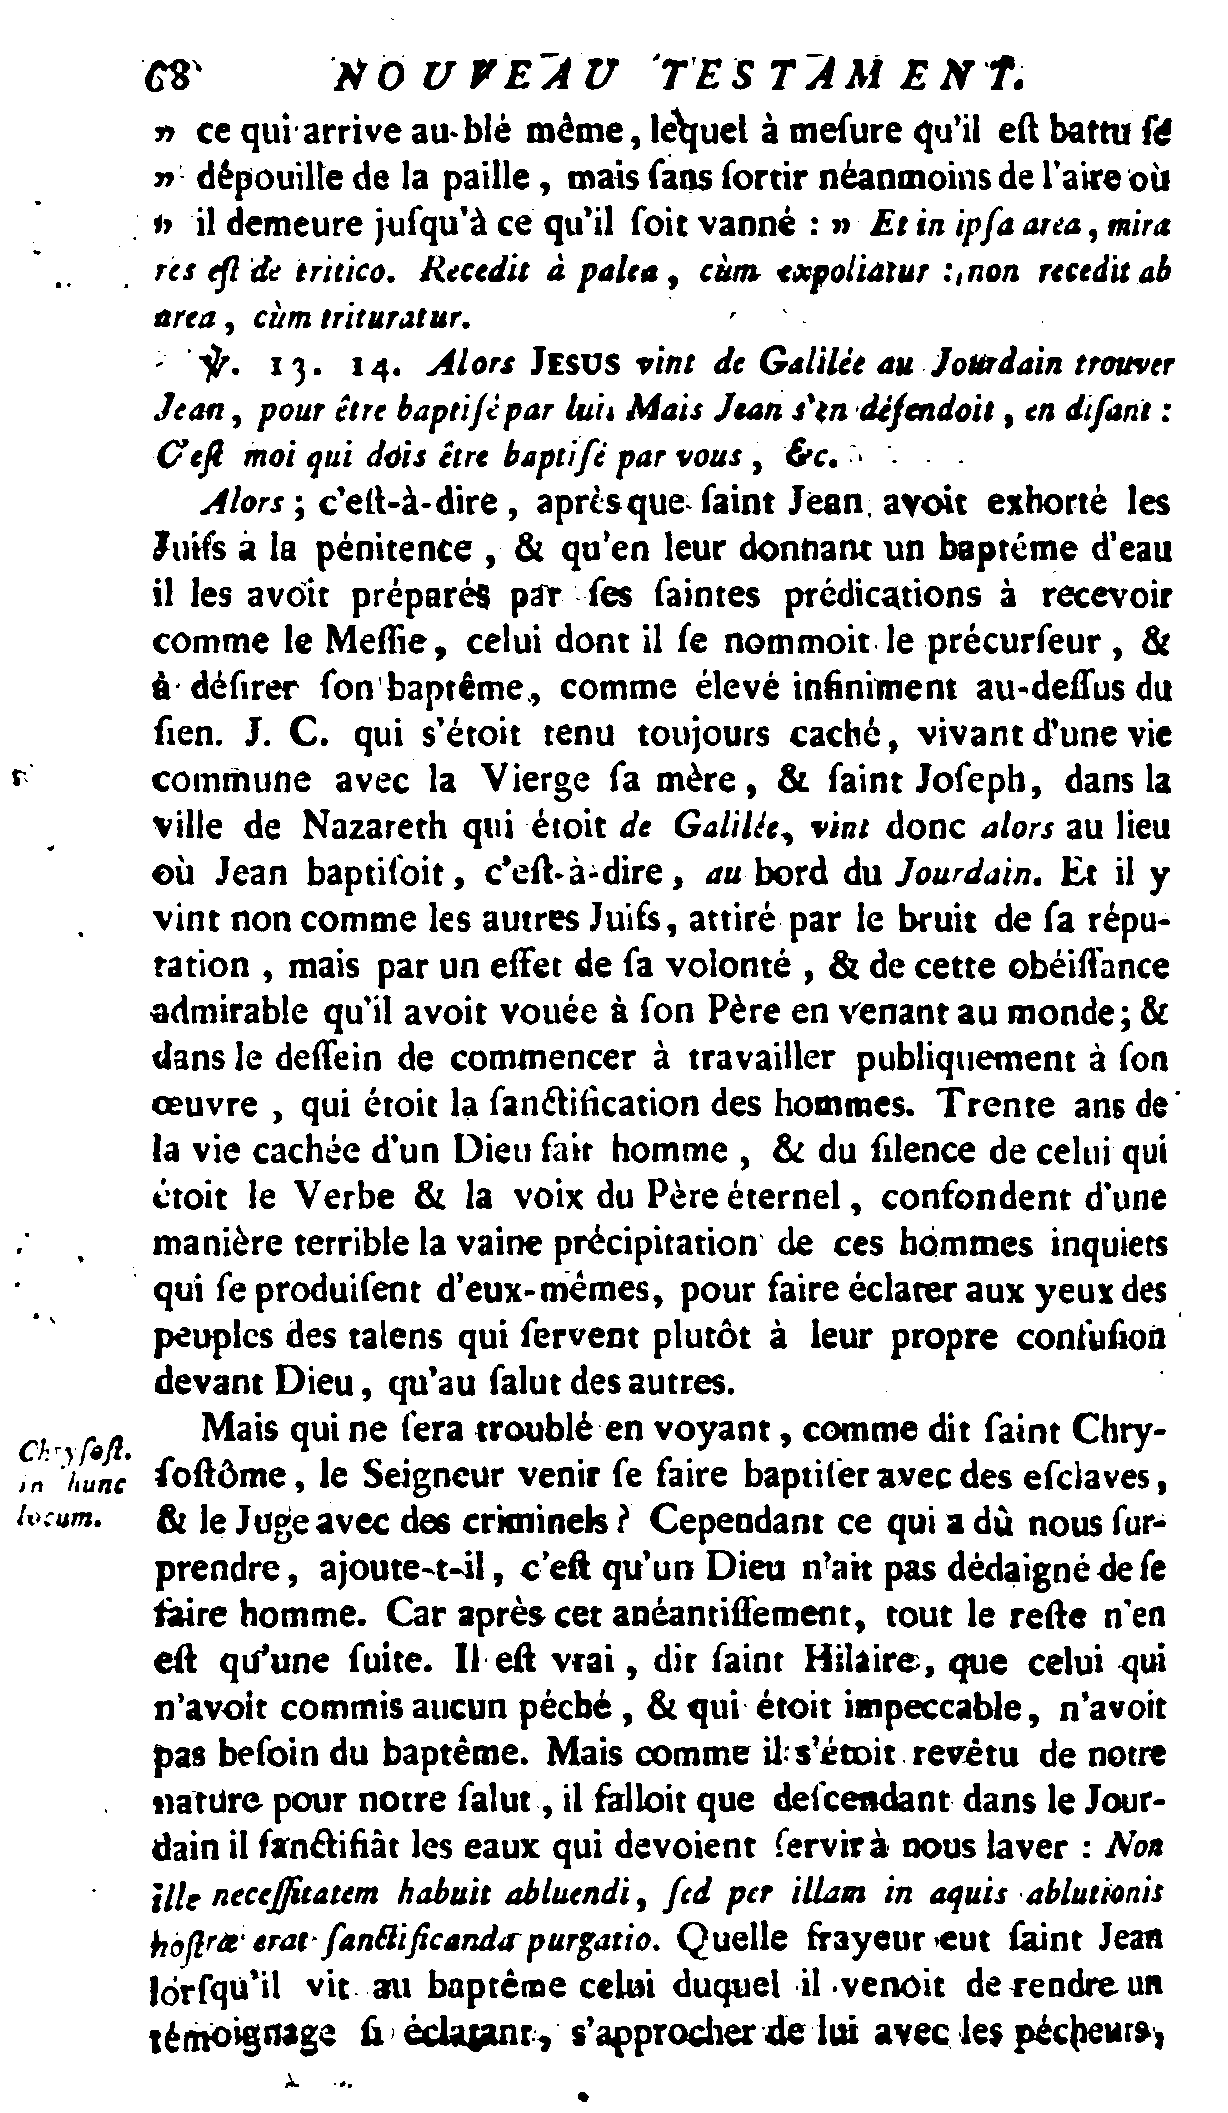 68 NOUVEAU TESTAMENT.
» ce qui arrive au blé même, lequel à meſure qu'il eſt battu ſé
» dépouille de la paille, mais ſans ſortir néanmoins de l'aire où
» il demeure juſqu'à ce qu'il ſoit vanné : » Et in ipſa area, mira
res eſt de tritico. Recedit à palea, cùm expoliatur : non recedit ab
area, cùm trituratur.
℣. 13. 14. Alors JESUS vint de Galilée au Jourdain trouver
Jean, pour être baptiſé par lui. Mais Jean s'en défendoit, en diſant :
C'eſt moi qui dois être baptiſé par vous, &c.
Alors ; c'eſt-à-dire, après que ſaint Jean avoit exhorté les
Juifs à la pénitence, & qu'en leur donnant un baptéme d'eau
il les avoit préparés par ſes ſaintes prédications à recevoir
comme le Meſſie, celui dont il ſe nommoit le précurſeur, &
à déſirer ſon baptême, comme élevé infiniment au-deſſus du
ſien. J. C. qui s'étoit tenu toujours caché, vivant d'une vie
commune avec la Vierge ſa mère, & ſaint Joſeph, dans la
ville de Nazareth qui étoit de Galilée, vint donc alors au lieu
où Jean baptiſoit, c'eſt-à-dire, au bord du Jourdain. Et il y
vint non comme les autres Juifs, attiré par le bruit de ſa répu-
tation, mais par un effet de ſa volonté, & de cette obéiſſance
admirable qu'il avoit vouée à ſon Père en venant au monde ; &
dans le deſſein de commencer à travailler publiquement à ſon
œuvre, qui étoit la ſanctification des hommes. Trente ans de
la vie cachée d'un Dieu fait homme, & du ſilence de celui qui
étoit le Verbe & la voix du Père éternel, confondent d'une
manière terrible la vaine précipitation de ces hommes inquiets
qui ſe produiſent d'eux-mêmes, pour faire éclater aux yeux des
peuples des talens qui ſervent plutôt à leur propre confuſion
devant Dieu, qu'au ſalut des autres.
Mais qui ne ſera troublé en voyant, comme dit ſaint Chry-
Chryſoſt.
in hunc
locum.
ſoſtôme, le Seigneur venir ſe faire baptiſer avec des eſclaves,
& le Juge avec des criminels ? Cependant ce qui a dû nous ſur-
prendre, ajoute-t-il, c'eſt qu'un Dieu n'ait pas dédaigné de ſe
faire homme. Car après cet anéantiſſement, tout le reſte n'en
eſt qu'une ſuite. Il eſt vrai, dit ſaint Hilaire, que celui qui
n'avoit commis aucun péché, & qui étoit impeccable, n'avoit
pas beſoin du baptême. Mais comme il s'étoit revêtu de notre
nature pour notre ſalut, il falloit que deſcendant dans le Jour-
dain il ſanctifiât les eaux qui devoient ſervir à nous laver : Non
ille neceſſitatem habuit abluendi, ſed per illam in aquis ablutionis
noſtræ erat ſanctificanda purgatio. Quelle frayeur eut ſaint Jean
lorſqu'il vit au baptême celui duquel il venoit de rendre un
témoignage ſi éclatant, s'approcher de lui avec les pécheurs,